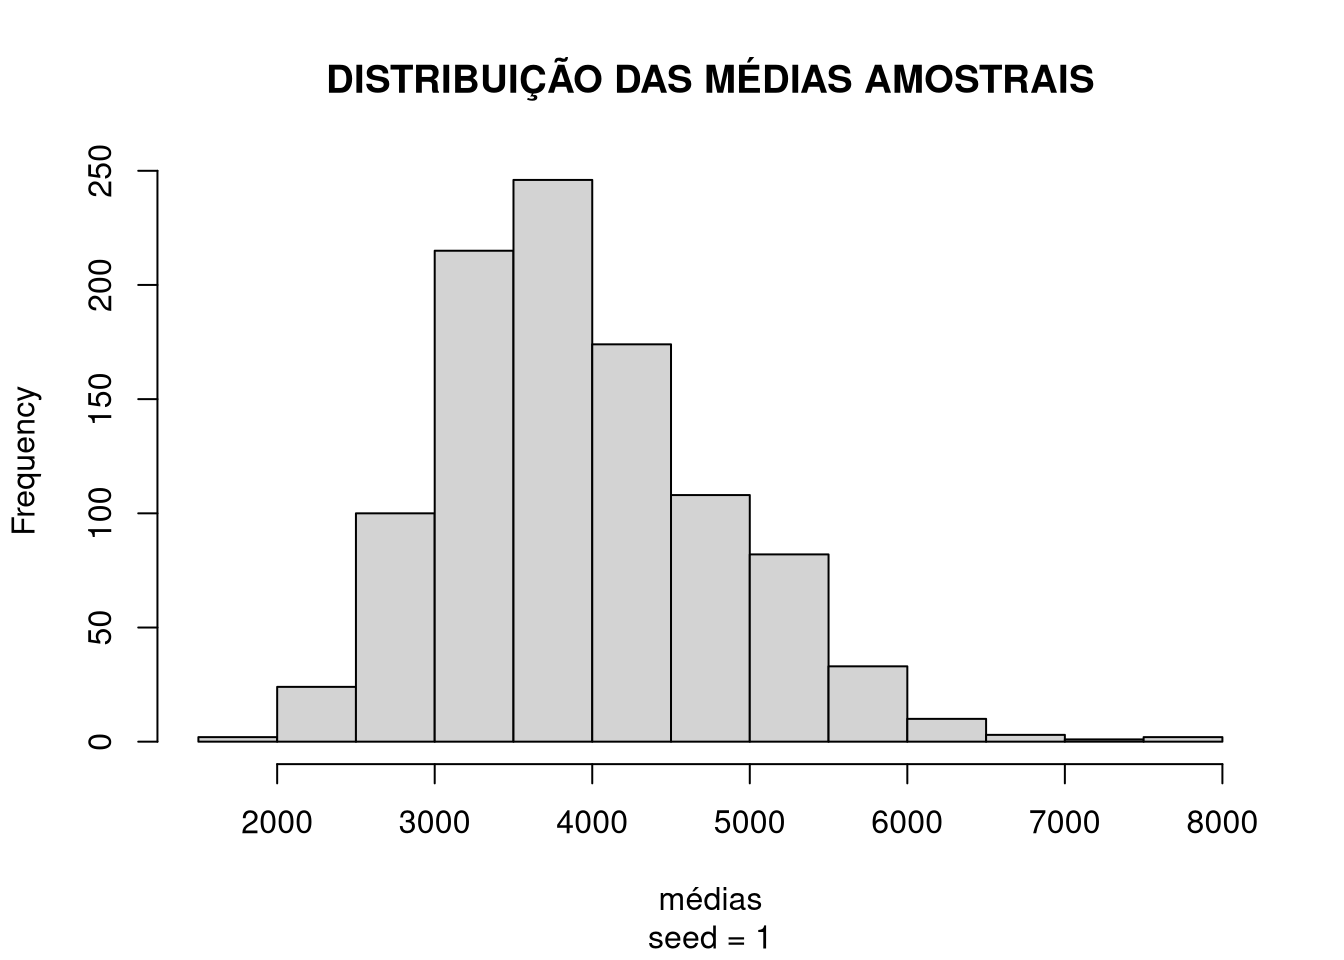 DISTRIBUIÇÃO DAS MÉDIAS AMOSTRAIS
Frequency
250
200
150
100
50
0
2000 3000 4000 5000 6000 7000 8000
médias
seed = 1